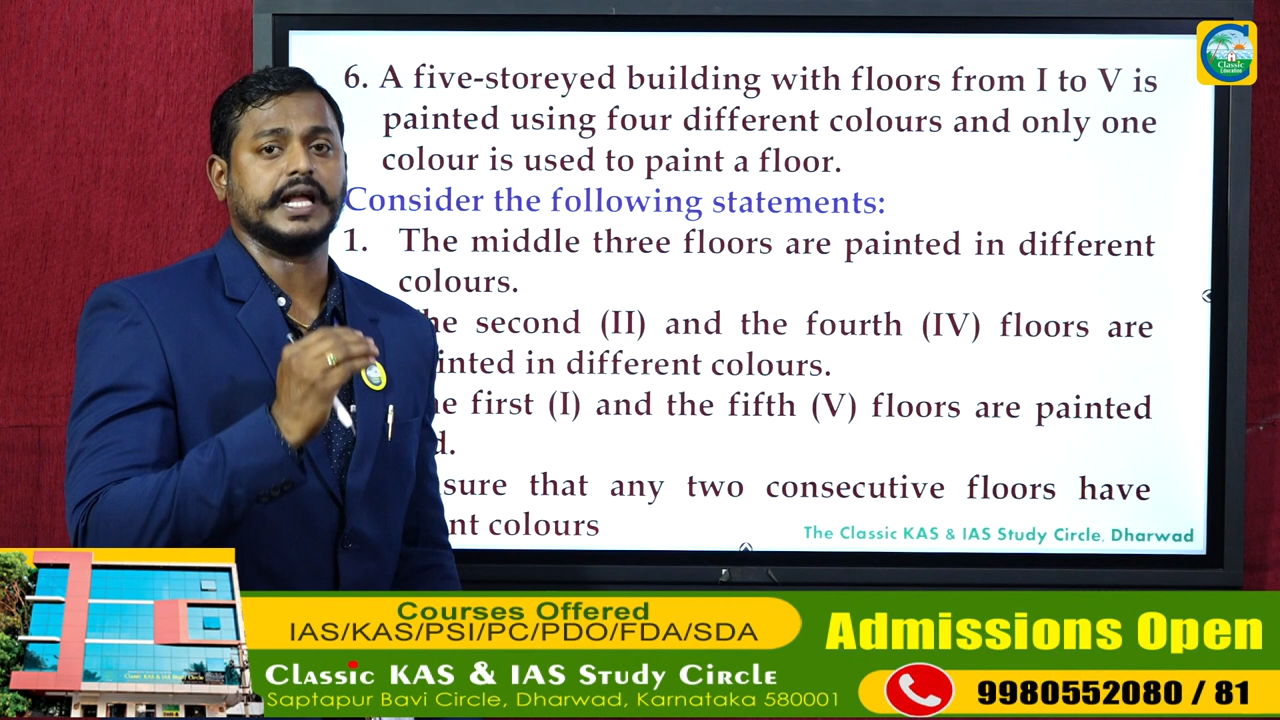 6. A five-storeyed building with floors from I to V is
painted using four different colours and only one
colour is used to paint a floor.
Consider the following statements:
1. The middle three floors are painted in different
colours.
he second (II) and the fourth (IV) floors are
inted in different colours.
e first (I) and the fifth (V) floors are painted
d.
sure that any two consecutive floors have
nt colours
The Classic KAS & IAS Study Circle, Dharwad
Classic
Education
Courses Offered
IAS/KAS/PSI/PC/PDO/FDA/SDA
Classic KAS & IAS Study Circle
Saptapur Bavi Circle, Dharwad, Karnataka 580001
Admissions Open
9980552080 / 81